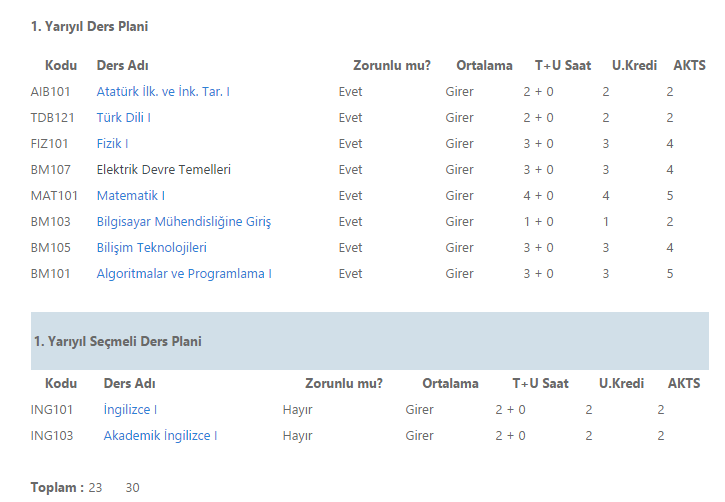 1. Yarıyıl Ders Plani
Kodu Ders Adı Zorunlu mu? Ortalama T+U Saat U.Kredi AKTS
AIB101 Atatürk İlk. ve İnk. Tar. I Evet Girer 2 + 0 2 2
TDB121 Türk Dili I Evet Girer 2 + 0 2 2
FIZ101 Fizik I Evet Girer 3 + 0 3 4
BM107 Elektrik Devre Temelleri Evet Girer 3 + 0 3 4
MAT101 Matematik I Evet Girer 4 + 0 4 5
BM103 Bilgisayar Mühendisliğine Giriş Evet Girer 1 + 0 1 2
BM105 Bilişim Teknolojileri Evet Girer 3 + 0 3 4
BM101 Algoritmalar ve Programlama I Evet Girer 3 + 0 3 5
1. Yarıyıl Seçmeli Ders Plani
Kodu Ders Adı Zorunlu mu? Ortalama T+U Saat U.Kredi AKTS
ING101 İngilizce I Hayır Girer 2 + 0 2 2
ING103 Akademik İngilizce I Hayır Girer 2 + 0 2 2
Toplam : 23 30